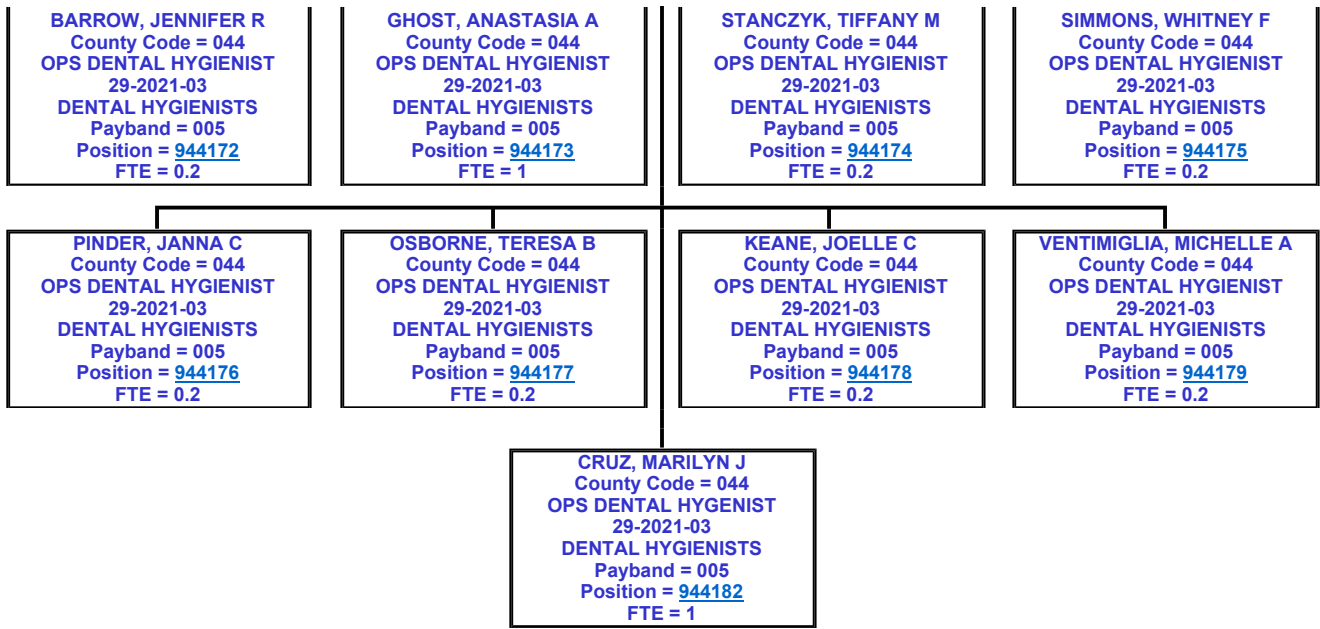 BARROW, JENNIFER R
County Code = 044
OPS DENTAL HYGIENIST
29-2021-03
DENTAL HYGIENISTS
Payband = 005
Position = 944172
FTE = 0.2
GHOST, ANASTASIA A
County Code = 044
OPS DENTAL HYGIENIST
29-2021-03
DENTAL HYGIENISTS
Payband = 005
Position = 944173
FTE = 1
STANCZYK, TIFFANY M
County Code = 044
OPS DENTAL HYGIENIST
29-2021-03
DENTAL HYGIENISTS
Payband = 005
Position = 944174
FTE = 0.2
SIMMONS, WHITNEY F
County Code = 044
OPS DENTAL HYGIENIST
29-2021-03
DENTAL HYGIENISTS
Payband = 005
Position = 944175
FTE = 0.2
PINDER, JANNA C
County Code = 044
OPS DENTAL HYGIENIST
29-2021-03
DENTAL HYGIENISTS
Payband = 005
Position = 944176
FTE = 0.2
OSBORNE, TERESA B
County Code = 044
OPS DENTAL HYGIENIST
29-2021-03
DENTAL HYGIENISTS
Payband = 005
Position = 944177
FTE = 0.2
KEANE, JOELLE C
County Code = 044
OPS DENTAL HYGIENIST
29-2021-03
DENTAL HYGIENISTS
Payband = 005
Position = 944178
FTE = 0.2
VENTIMIGLIA, MICHELLE A
County Code = 044
OPS DENTAL HYGIENIST
29-2021-03
DENTAL HYGIENISTS
Payband = 005
Position = 944179
FTE = 0.2
CRUZ, MARILYN J
County Code = 044
OPS DENTAL HYGENIST
29-2021-03
DENTAL HYGIENISTS
Payband = 005
Position = 944182
FTE = 1